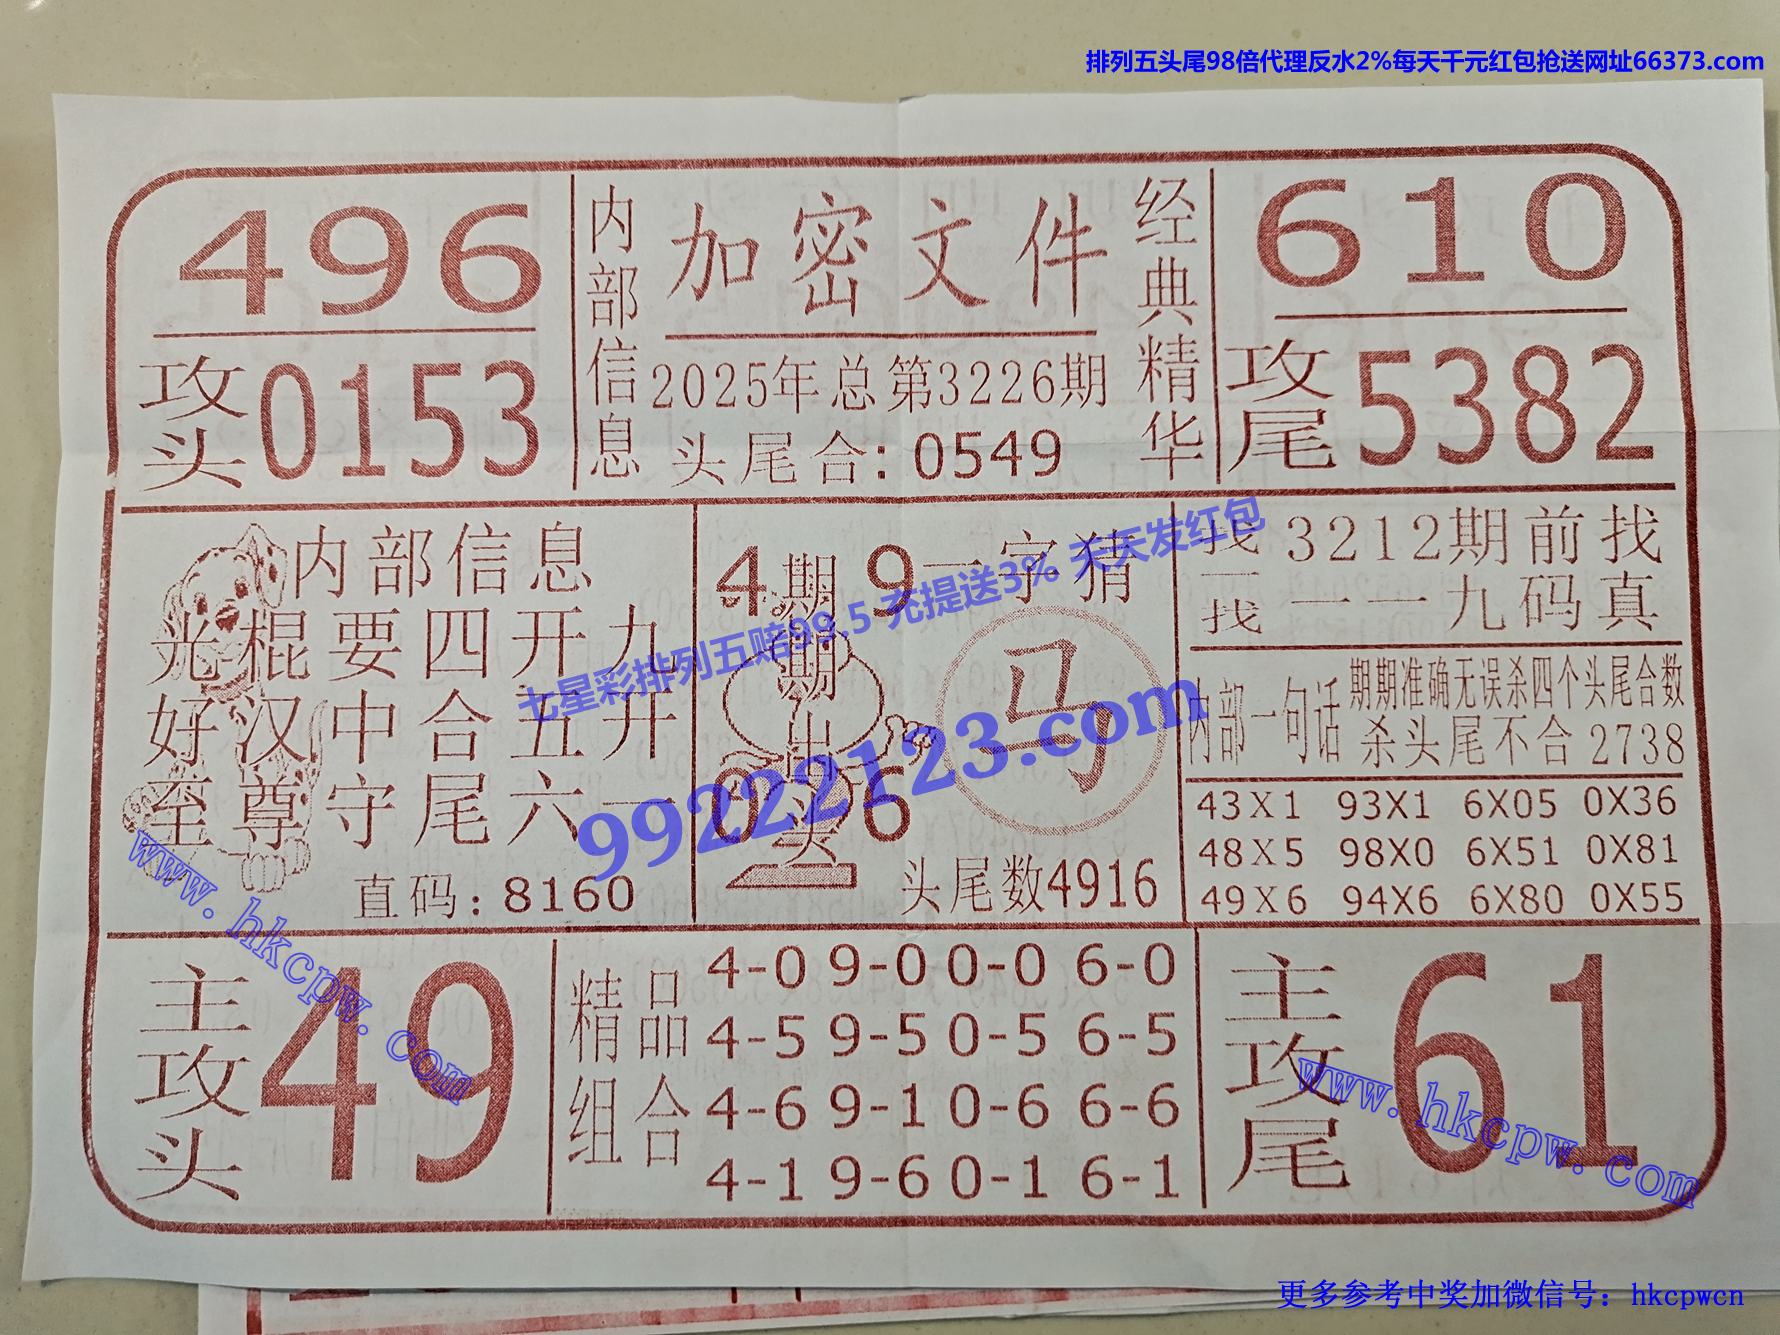 排列五头尾98倍代理反水2%每天千元红包抢送网址66373.com
496
攻头0153
内部信息
加密文件
2025年总第3226期
头尾合:0549
经典精华
610
攻尾5382
内部信息
光棍要四开九
好汉中合五开
至尊守尾六一
直码:8160
4 9
期期出头
0 6
一字猜
马
头尾数4916
找一找
3212期前找
一一九码真
内部一句话
期期准确无误杀四个头尾合数
杀头尾不合2738
43X1 93X1 6X05 0X36
48X5 98X0 6X51 0X81
49X6 94X6 6X80 0X55
主攻头
49
精品组合
4-0 9-0 0-0 6-0
4-5 9-5 0-5 6-5
4-6 9-1 0-6 6-6
4-1 9-6 0-1 6-1
主攻尾
61
七星彩排列五赔99.5 充提送3% 天天发红包
99222123.com
www.hkcpw.com
www.hkcpw.com
更多参考中奖加微信号：hkcpwcn